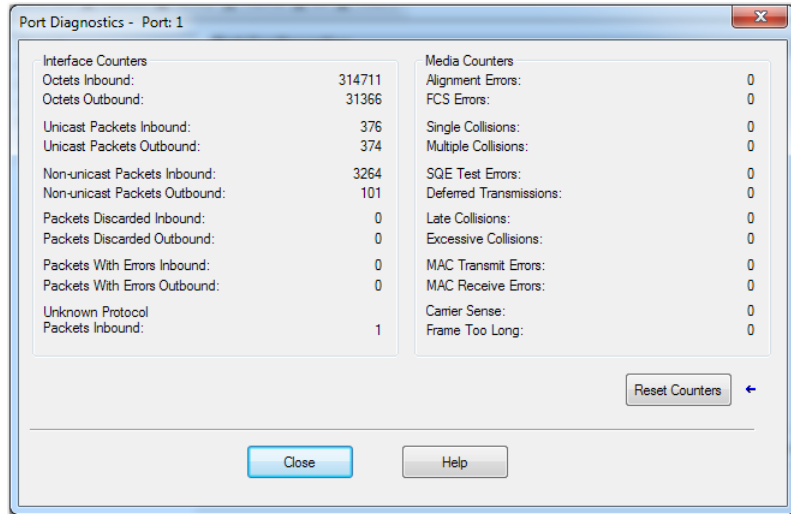 Port Diagnostics - Port: 1
Interface Counters
Octets Inbound: 314711
Octets Outbound: 31366
Unicast Packets Inbound: 376
Unicast Packets Outbound: 374
Non-unicast Packets Inbound: 3264
Non-unicast Packets Outbound: 101
Packets Discarded Inbound: 0
Packets Discarded Outbound: 0
Packets With Errors Inbound: 0
Packets With Errors Outbound: 0
Unknown Protocol
Packets Inbound: 1
Media Counters
Alignment Errors: 0
FCS Errors: 0
Single Collisions: 0
Multiple Collisions: 0
SQE Test Errors: 0
Deferred Transmissions: 0
Late Collisions: 0
Excessive Collisions: 0
MAC Transmit Errors: 0
MAC Receive Errors: 0
Carrier Sense: 0
Frame Too Long: 0
Reset Counters
Close
Help